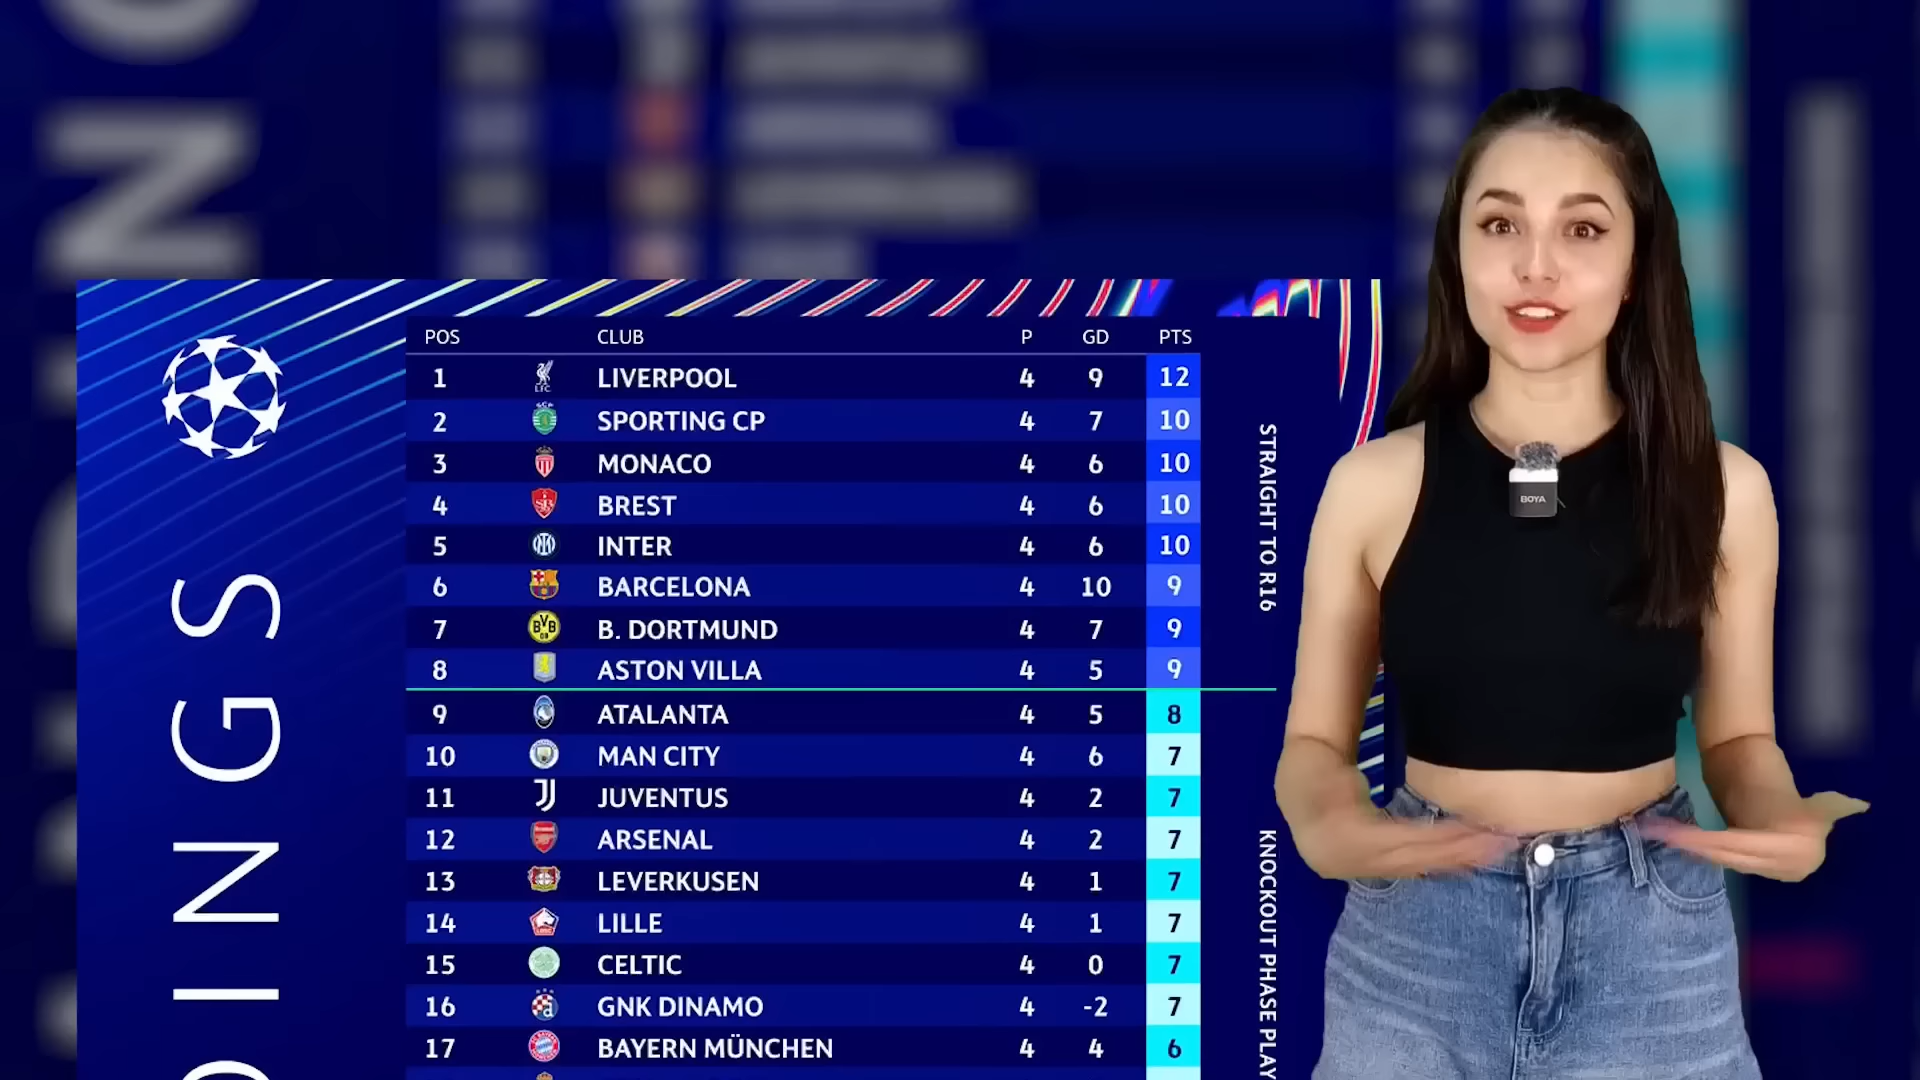 POS CLUB P GD PTS
1 LIVERPOOL 4 9 12
2 SPORTING CP 4 7 10
3 MONACO 4 6 10
4 BREST 4 6 10
5 INTER 4 6 10
6 BARCELONA 4 10 9
7 B. DORTMUND 4 7 9
8 ASTON VILLA 4 5 9
9 ATALANTA 4 5 8
10 MAN CITY 4 6 7
11 JUVENTUS 4 2 7
12 ARSENAL 4 2 7
13 LEVERKUSEN 4 1 7
14 LILLE 4 1 7
15 CELTIC 4 0 7
16 GNK DINAMO 4 -2 7
17 BAYERN MÜNCHEN 4 4 6
STRAIGHT TO R16
KNOCKOUT PHASE PLAY
DINGS
BOYA